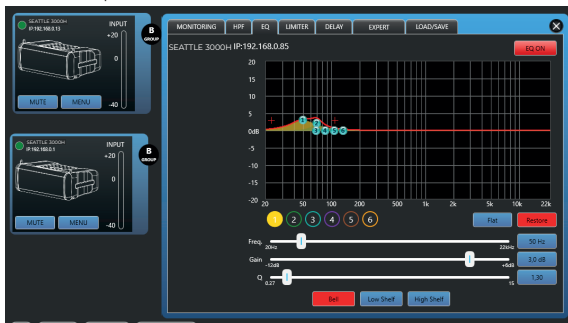 SEATTLE 3000H
IP:192.168.0.13
INPUT
+20
0
-40
MUTE MENU
B
GROUP
SEATTLE 3000H
IP:192.168.0.1
INPUT
+20
0
-40
MUTE MENU
B
GROUP
MONITORING HPF EQ LIMITER DELAY EXPERT LOAD/SAVE
SEATTLE 3000H IP:192.168.0.85
EQ ON
20
15
10
5
0dB
-5
-10
-15
-20
20 50 100 200 500 1k 2k 5k 10k 22k
1 2 3 4 5 6
Flat Restore
Freq. 20Hz 22kHz 50 Hz
Gain -12dB +6dB 3,0 dB
Q 0.27 15 1,30
Bell Low Shelf High Shelf